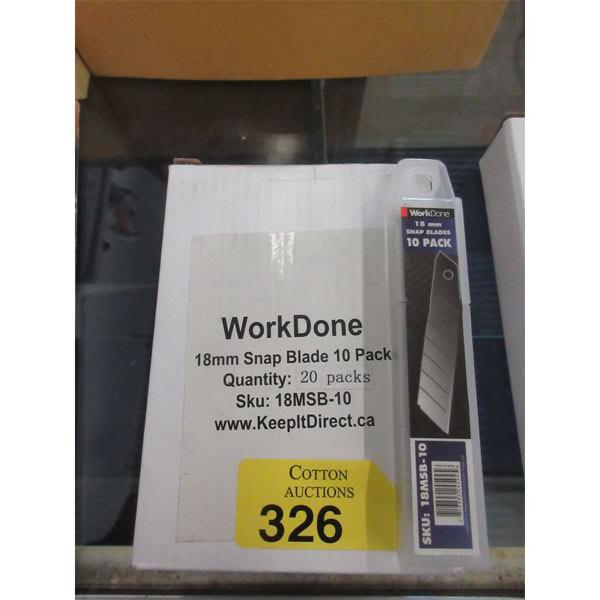 WorkDone
18mm Snap Blade 10 Pack
Quantity: 20 packs
Sku: 18MSB-10
www.KeepItDirect.ca
COTTON
AUCTIONS
326
WorkDone
18 mm
SNAP BLADES
10 PACK
SKU: 18MSB-10